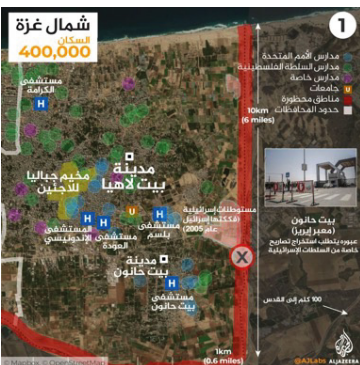 شمال غزة
السكان
400,000
1
مدارس الأمم المتحدة
مدارس السلطة الفلسطينية
مدارس خاصة
جامعات
U
مناطق محظورة
حدود المحافظات
10km
(6 miles)
مستشفى
الكرامة
H
مدينة
بيت لاهيا
مخيم جباليا
للاجئين
مستوطنات إسرائيلية
(فككتها إسرائيل
عام 2005)
U
H
H
H
المستشفى
الإندونيسي
مستشفى
العودة
مستشفى
بلسم
بيت حانون
(معبر إيريز)
عبوره يتطلب استخراج تصاريح
خاصة من السلطات الإسرائيلية
X
مدينة
بيت حانون
H
مستشفى
بيت حانون
100 كلم إلى القدس
1km
(0.6 miles)
© Mapbox © OpenStreetMap
@AJLabs
ALJAZEERA